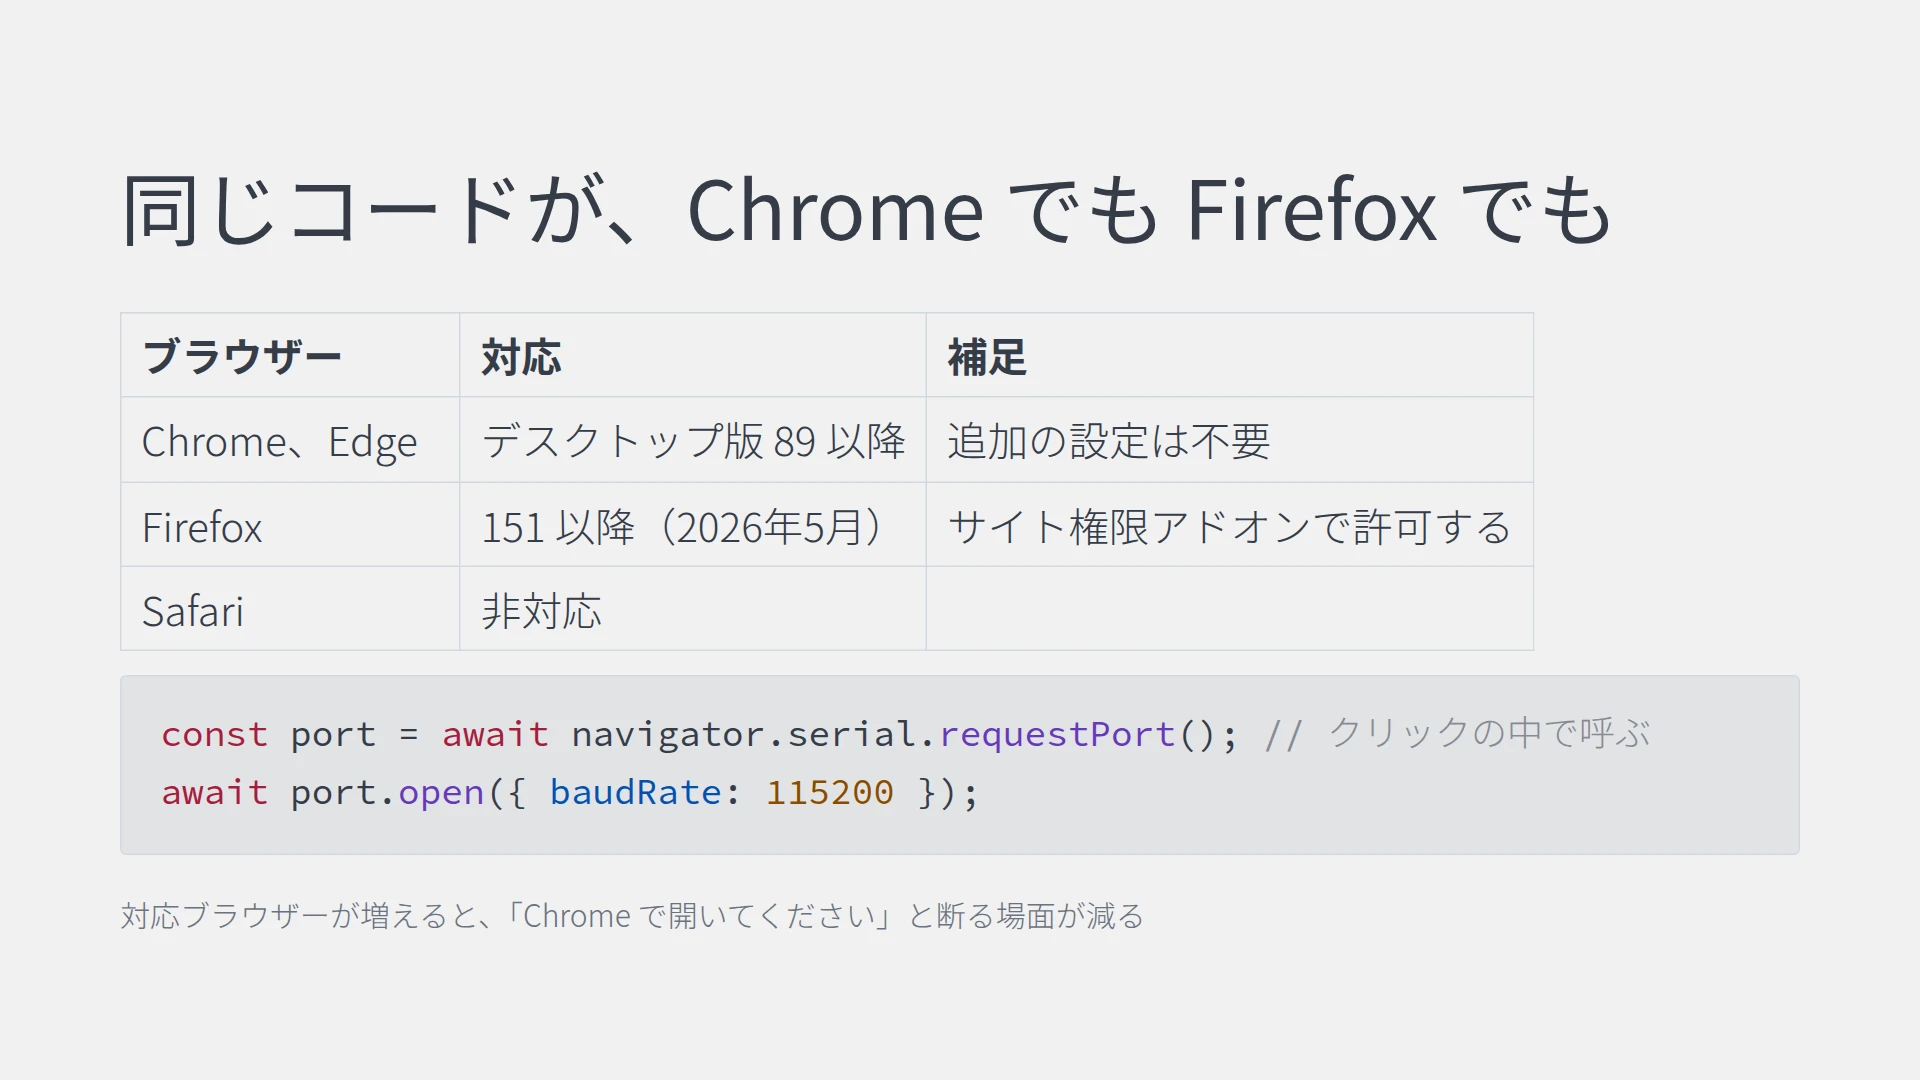 同じコードが、Chrome でも Firefox でも
ブラウザー 対応 補足
Chrome、Edge デスクトップ版 89 以降 追加の設定は不要
Firefox 151 以降（2026年5月） サイト権限アドオンで許可する
Safari 非対応
const port = await navigator.serial.requestPort(); // クリックの中で呼ぶ
await port.open({ baudRate: 115200 });
対応ブラウザーが増えると、「Chrome で開いてください」と断る場面が減る